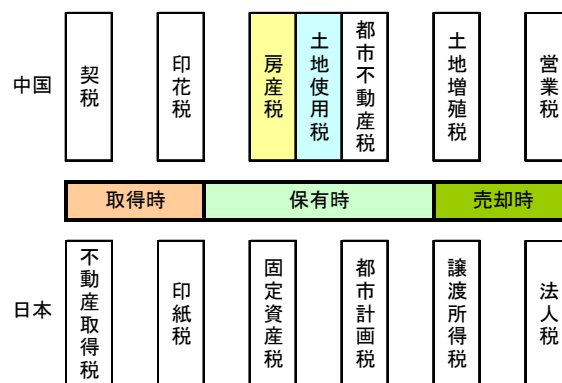 中国
契税
印花税
房産税
土地使用税
都市不動産税
土地増殖税
営業税
取得時
保有時
売却時
日本
不動産取得税
印紙税
固定資産税
都市計画税
譲渡所得税
法人税